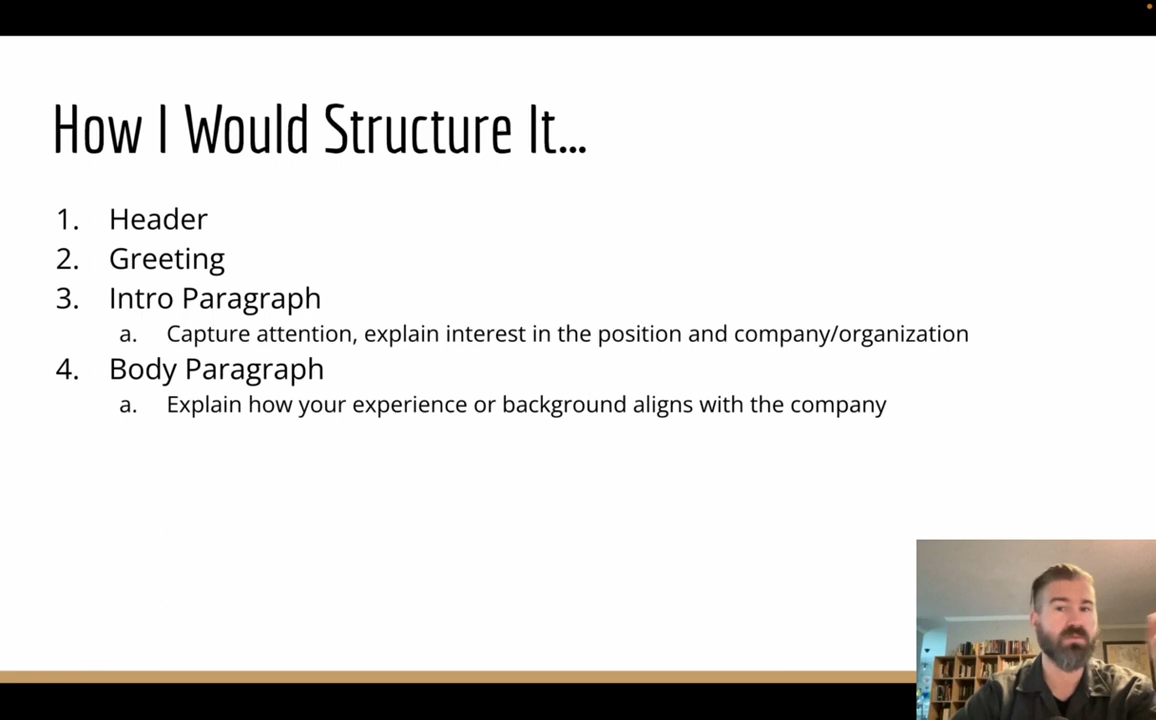 How I Would Structure It...
1. Header
2. Greeting
3. Intro Paragraph
a. Capture attention, explain interest in the position and company/organization
4. Body Paragraph
a. Explain how your experience or background aligns with the company